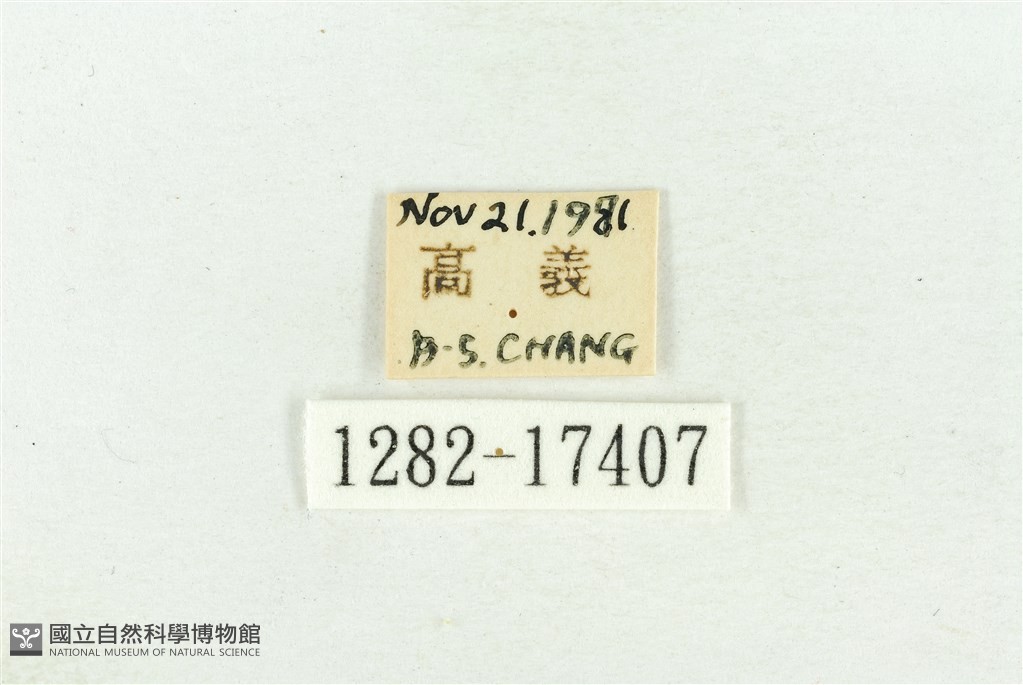 Nov 21.1981
高 義
B-S. CHANG
1282-17407
國立自然科學博物館
NATIONAL MUSEUM OF NATURAL SCIENCE